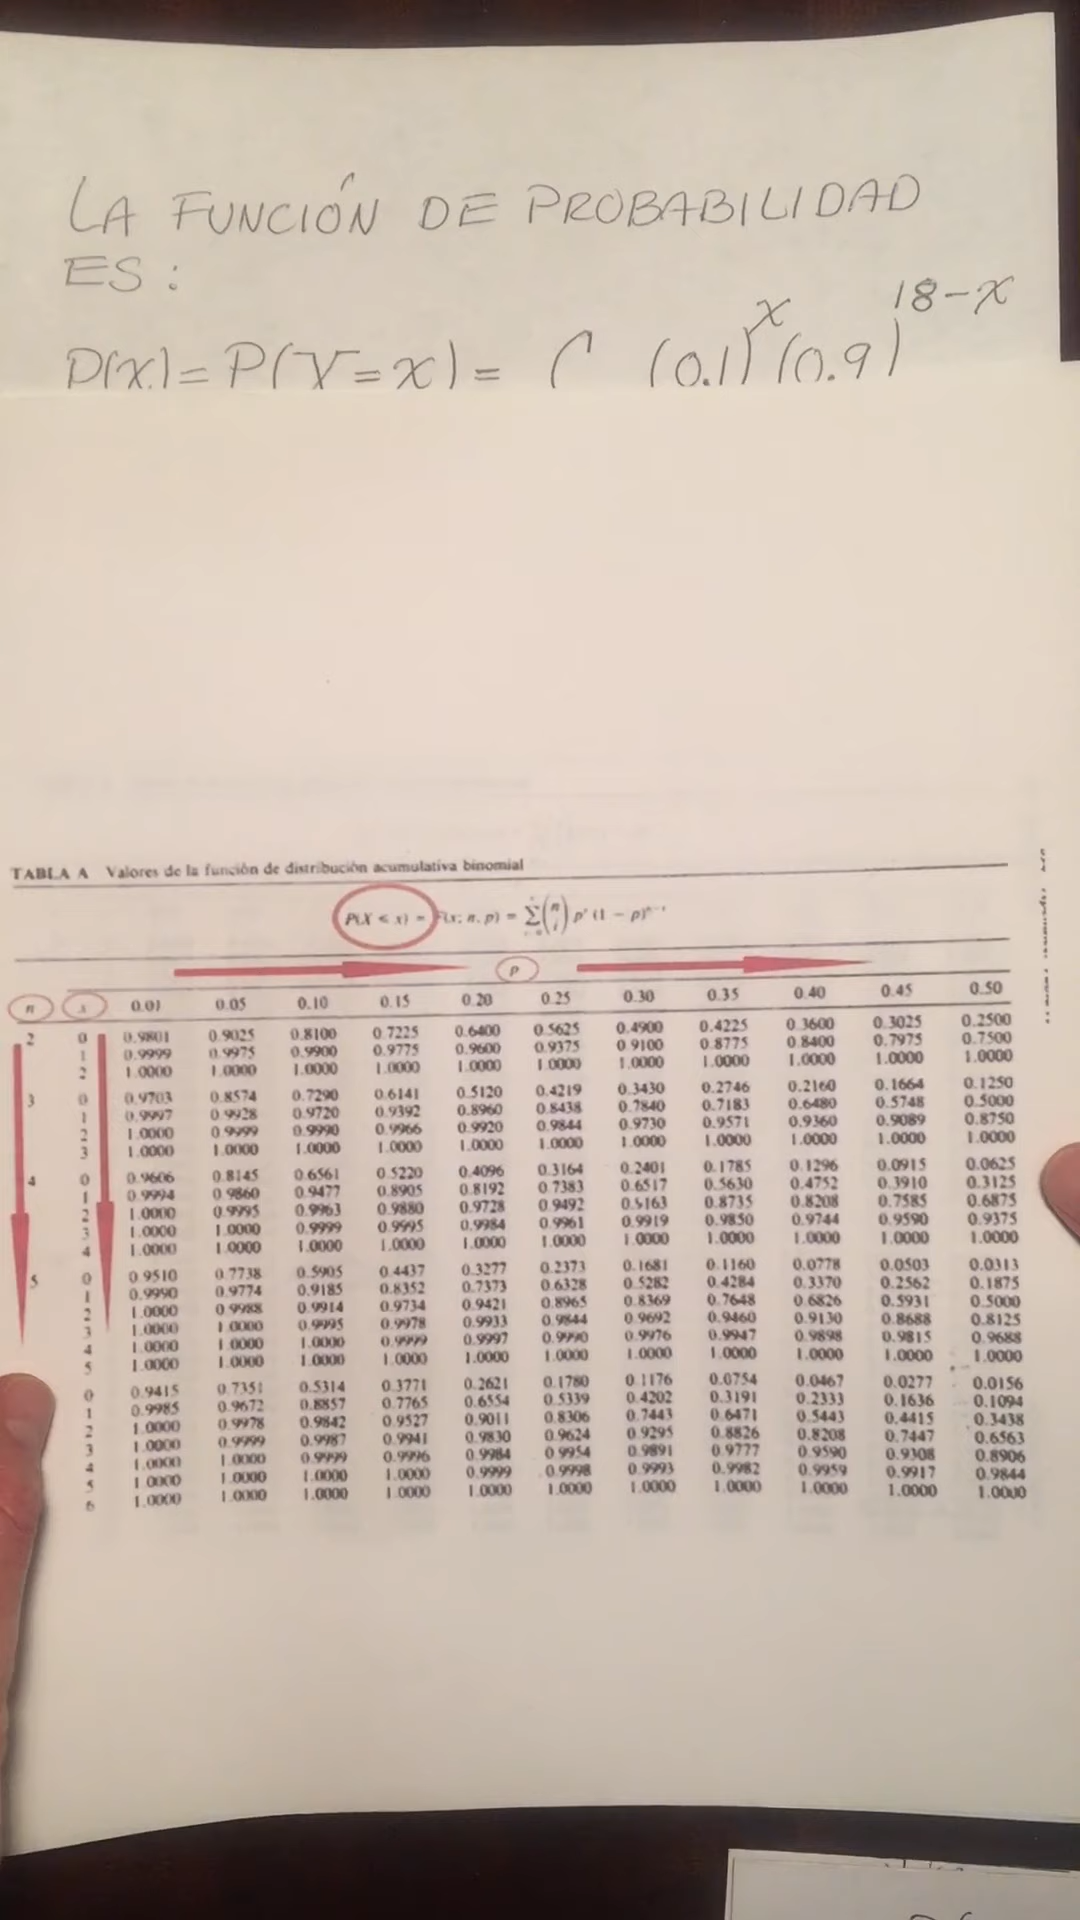 LA FUNCIÓN DE PROBABILIDAD
ES:
P(x) = P(X = x) = C (0.1)^x (0.9)^18-x
TABLA A Valores de la función de distribución acumulativa binomial
P(X ≤ x) = F(x; n, p) = Σ (n i) p^i (1 − p)^n−i
p
n x 0.01 0.05 0.10 0.15 0.20 0.25 0.30 0.35 0.40 0.45 0.50
2 0 0.9801 0.9025 0.8100 0.7225 0.6400 0.5625 0.4900 0.4225 0.3600 0.3025 0.2500
1 0.9999 0.9975 0.9900 0.9775 0.9600 0.9375 0.9100 0.8775 0.8400 0.7975 0.7500
2 1.0000 1.0000 1.0000 1.0000 1.0000 1.0000 1.0000 1.0000 1.0000 1.0000 1.0000
3 0 0.9703 0.8574 0.7290 0.6141 0.5120 0.4219 0.3430 0.2746 0.2160 0.1664 0.1250
1 0.9997 0.9928 0.9720 0.9392 0.8960 0.8438 0.7840 0.7183 0.6480 0.5748 0.5000
2 1.0000 0.9999 0.9990 0.9966 0.9920 0.9844 0.9730 0.9571 0.9360 0.9089 0.8750
3 1.0000 1.0000 1.0000 1.0000 1.0000 1.0000 1.0000 1.0000 1.0000 1.0000 1.0000
4 0 0.9606 0.8145 0.6561 0.5220 0.4096 0.3164 0.2401 0.1785 0.1296 0.0915 0.0625
1 0.9994 0.9860 0.9477 0.8905 0.8192 0.7383 0.6517 0.5630 0.4752 0.3910 0.3125
2 1.0000 0.9995 0.9963 0.9880 0.9728 0.9492 0.9163 0.8735 0.8208 0.7585 0.6875
3 1.0000 1.0000 0.9999 0.9995 0.9984 0.9961 0.9919 0.9850 0.9744 0.9590 0.9375
4 1.0000 1.0000 1.0000 1.0000 1.0000 1.0000 1.0000 1.0000 1.0000 1.0000 1.0000
5 0 0.9510 0.7738 0.5905 0.4437 0.3277 0.2373 0.1681 0.1160 0.0778 0.0503 0.0313
1 0.9990 0.9774 0.9185 0.8352 0.7373 0.6328 0.5282 0.4284 0.3370 0.2562 0.1875
2 1.0000 0.9988 0.9914 0.9734 0.9421 0.8965 0.8369 0.7648 0.6826 0.5931 0.5000
3 1.0000 1.0000 0.9995 0.9978 0.9933 0.9844 0.9692 0.9460 0.9130 0.8688 0.8125
4 1.0000 1.0000 1.0000 0.9999 0.9997 0.9990 0.9976 0.9947 0.9898 0.9815 0.9688
5 1.0000 1.0000 1.0000 1.0000 1.0000 1.0000 1.0000 1.0000 1.0000 1.0000 1.0000
0 0.9415 0.7351 0.5314 0.3771 0.2621 0.1780 0.1176 0.0754 0.0467 0.0277 0.0156
1 0.9985 0.9672 0.8857 0.7765 0.6554 0.5339 0.4202 0.3191 0.2333 0.1636 0.1094
2 1.0000 0.9978 0.9842 0.9527 0.9011 0.8306 0.7443 0.6471 0.5443 0.4415 0.3438
3 1.0000 0.9999 0.9987 0.9941 0.9830 0.9624 0.9295 0.8826 0.8208 0.7447 0.6563
4 1.0000 1.0000 0.9999 0.9996 0.9984 0.9954 0.9891 0.9777 0.9590 0.9308 0.8906
5 1.0000 1.0000 1.0000 1.0000 0.9999 0.9998 0.9993 0.9982 0.9959 0.9917 0.9844
6 1.0000 1.0000 1.0000 1.0000 1.0000 1.0000 1.0000 1.0000 1.0000 1.0000 1.0000